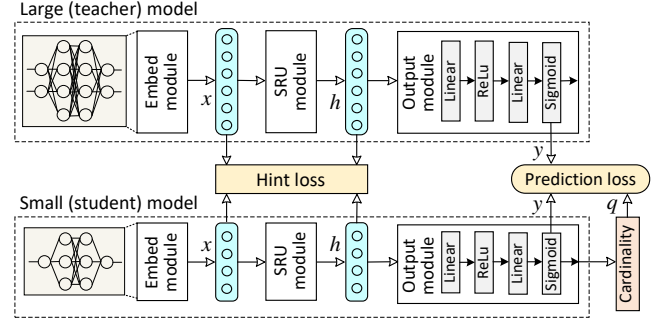 Large (teacher) model
Embed module
x
SRU module
h
Output module
Linear
ReLu
Linear
Sigmoid
y
Hint loss
Prediction loss
Small (student) model
Embed module
x
SRU module
h
Output module
Linear
ReLu
Linear
Sigmoid
y
q
Cardinality